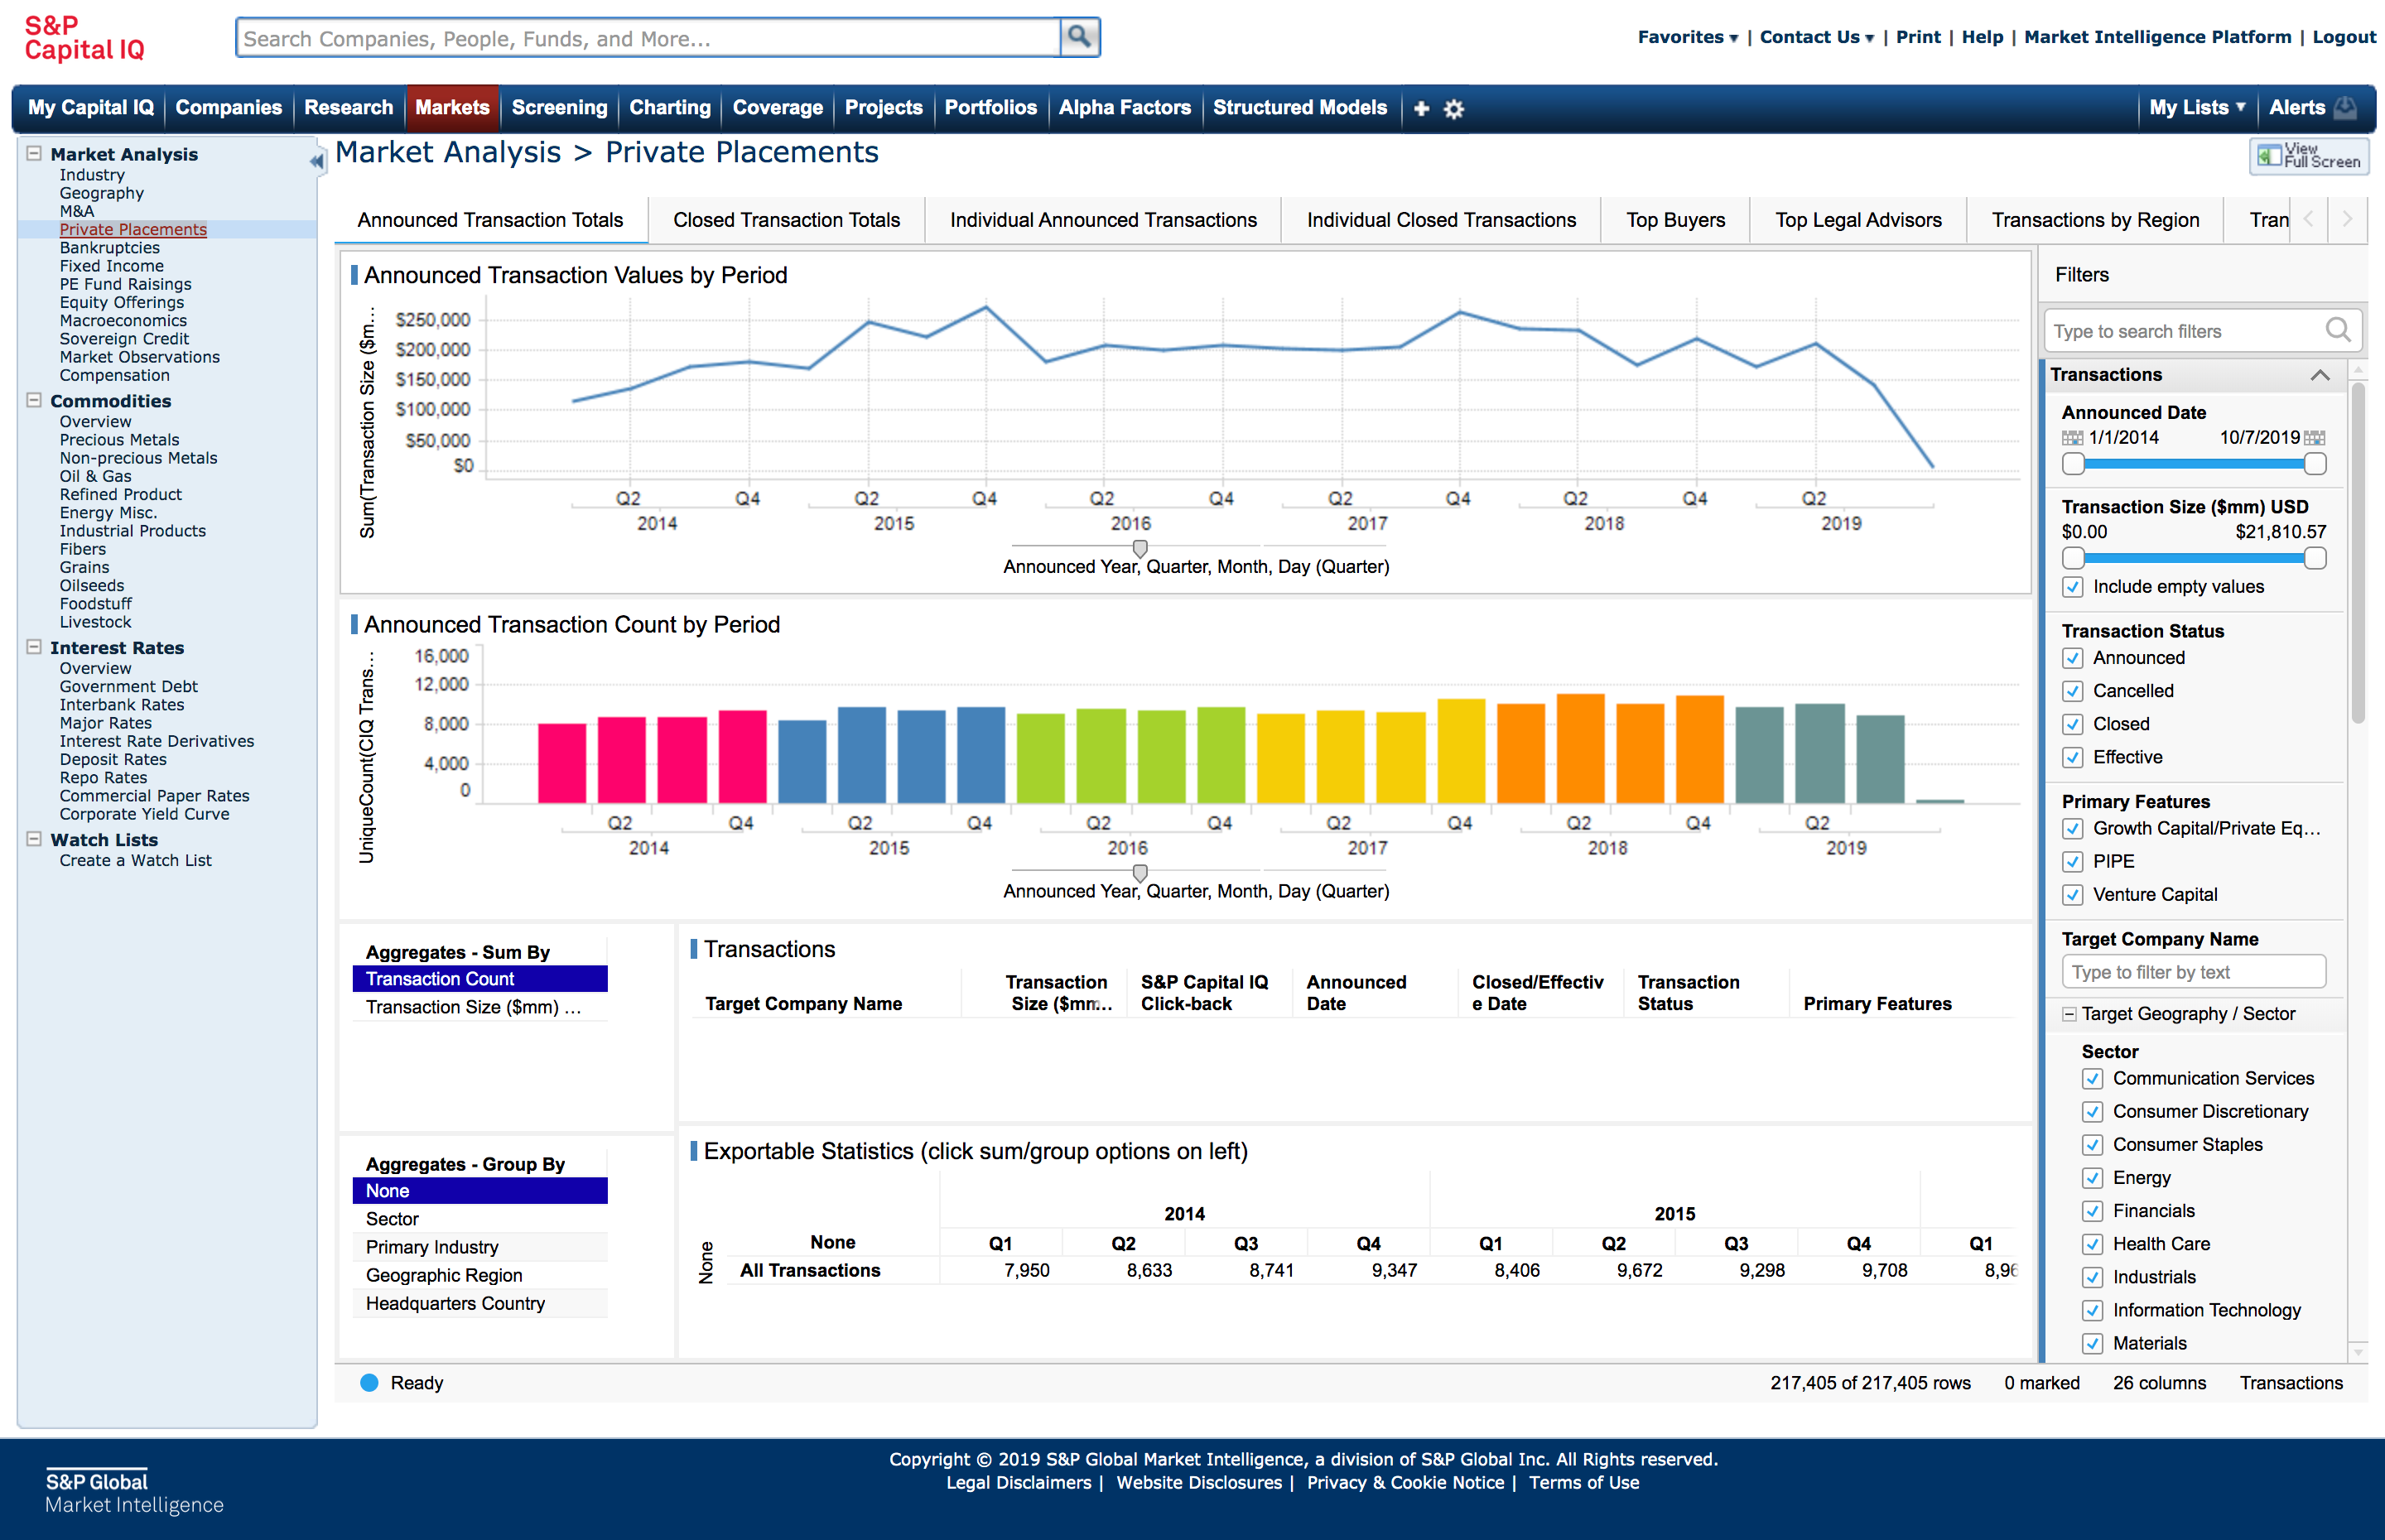 S&P
Capital IQ
Search Companies, People, Funds, and More...
Favorites ▾ | Contact Us ▾ | Print | Help | Market Intelligence Platform | Logout
My Capital IQ Companies Research Markets Screening Charting Coverage Projects Portfolios Alpha Factors Structured Models
My Lists ▼ Alerts
Market Analysis
Industry
Geography
M&A
Private Placements
Bankruptcies
Fixed Income
PE Fund Raisings
Equity Offerings
Macroeconomics
Sovereign Credit
Market Observations
Compensation
Commodities
Overview
Precious Metals
Non-precious Metals
Oil & Gas
Refined Product
Energy Misc.
Industrial Products
Fibers
Grains
Oilseeds
Foodstuff
Livestock
Interest Rates
Overview
Government Debt
Interbank Rates
Major Rates
Interest Rate Derivatives
Deposit Rates
Repo Rates
Commercial Paper Rates
Corporate Yield Curve
Watch Lists
Create a Watch List
Market Analysis > Private Placements
View
Full Screen
Announced Transaction Totals Closed Transaction Totals Individual Announced Transactions Individual Closed Transactions Top Buyers Top Legal Advisors Transactions by Region Tran
Announced Transaction Values by Period
Sum(Transaction Size ($m...
$250,000
$200,000
$150,000
$100,000
$50,000
$0
Q2 Q4 Q2 Q4 Q2 Q4 Q2 Q4 Q2 Q4 Q2
2014 2015 2016 2017 2018 2019
Announced Year, Quarter, Month, Day (Quarter)
Announced Transaction Count by Period
UniqueCount(CIQ Trans...
16,000
12,000
8,000
4,000
0
Q2 Q4 Q2 Q4 Q2 Q4 Q2 Q4 Q2 Q4 Q2
2014 2015 2016 2017 2018 2019
Announced Year, Quarter, Month, Day (Quarter)
Aggregates - Sum By
Transaction Count
Transaction Size ($mm) ...
Aggregates - Group By
None
Sector
Primary Industry
Geographic Region
Headquarters Country
Transactions
Target Company Name
Transaction
Size ($mm...
S&P Capital IQ
Click-back
Announced
Date
Closed/Effectiv
e Date
Transaction
Status
Primary Features
Exportable Statistics (click sum/group options on left)
None
2014 2015
None Q1 Q2 Q3 Q4 Q1 Q2 Q3 Q4 Q1
All Transactions 7,950 8,633 8,741 9,347 8,406 9,672 9,298 9,708 8,96
Filters
Type to search filters
Transactions
Announced Date
1/1/2014 10/7/2019
Transaction Size ($mm) USD
$0.00 $21,810.57
Include empty values
Transaction Status
Announced
Cancelled
Closed
Effective
Primary Features
Growth Capital/Private Eq...
PIPE
Venture Capital
Target Company Name
Type to filter by text
Target Geography / Sector
Sector
Communication Services
Consumer Discretionary
Consumer Staples
Energy
Financials
Health Care
Industrials
Information Technology
Materials
Ready
217,405 of 217,405 rows 0 marked 26 columns Transactions
S&P Global
Market Intelligence
Copyright © 2019 S&P Global Market Intelligence, a division of S&P Global Inc. All Rights reserved.
Legal Disclaimers | Website Disclosures | Privacy & Cookie Notice | Terms of Use